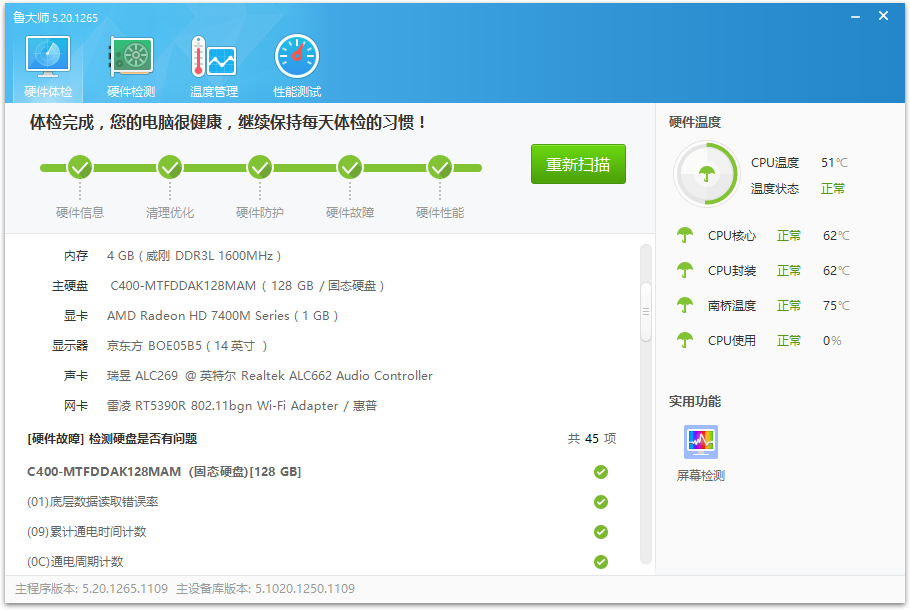 鲁大师 5.20.1265
硬件体检 硬件检测 温度管理 性能测试
体检完成，您的电脑很健康，继续保持每天体检的习惯！
重新扫描
硬件信息 清理优化 硬件防护 硬件故障 硬件性能
内存 4 GB ( 威刚 DDR3L 1600MHz )
主硬盘 C400-MTFDDAK128MAM ( 128 GB / 固态硬盘 )
显卡 AMD Radeon HD 7400M Series ( 1 GB )
显示器 京东方 BOE05B5 ( 14 英寸 )
声卡 瑞昱 ALC269 @ 英特尔 Realtek ALC662 Audio Controller
网卡 雷凌 RT5390R 802.11bgn Wi-Fi Adapter / 惠普
[硬件故障] 检测硬盘是否有问题 共 45 项
C400-MTFDDAK128MAM (固态硬盘)[128 GB]
(01)底层数据读取错误率
(09)累计通电时间计数
(0C)通电周期计数
硬件温度
CPU温度 51℃
温度状态 正常
CPU核心 正常 62℃
CPU封装 正常 62℃
南桥温度 正常 75℃
CPU使用 正常 0%
实用功能
屏幕检测
主程序版本: 5.20.1265.1109 主设备库版本: 5.1020.1250.1109